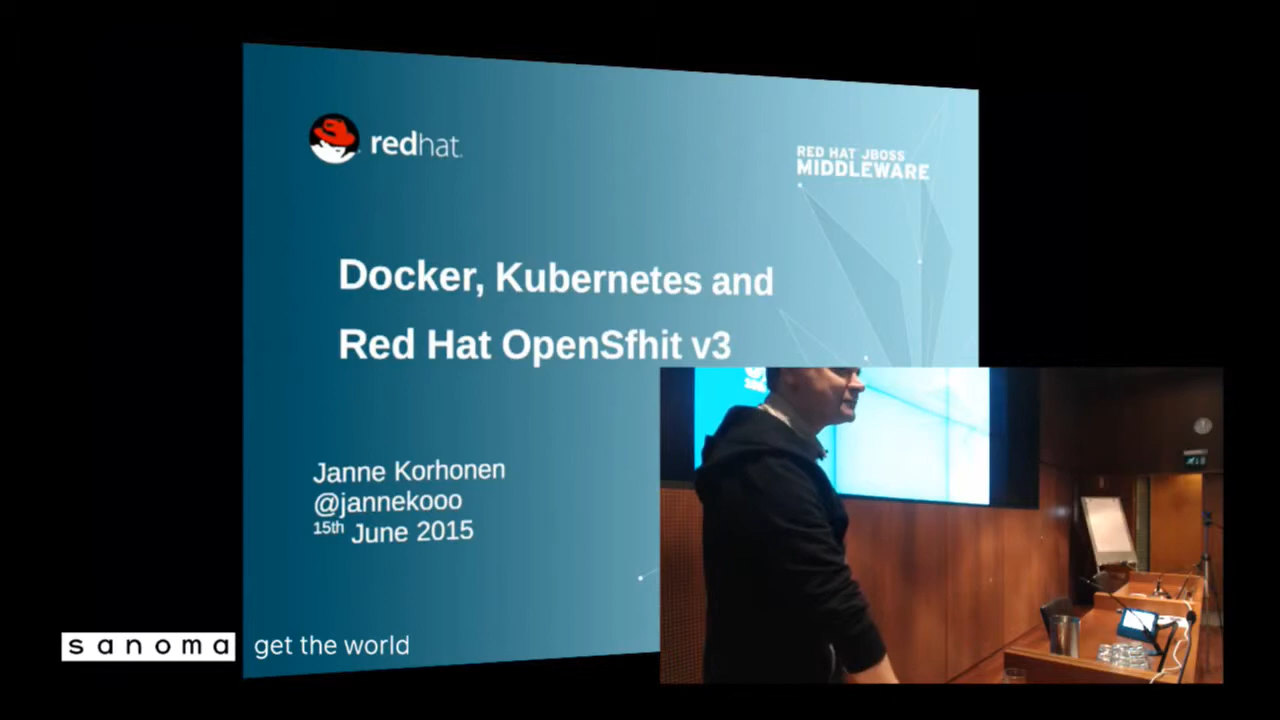 redhat.
RED HAT JBOSS
MIDDLEWARE
Docker, Kubernetes and
Red Hat OpenSfhit v3
Janne Korhonen
@jannekooo
15th June 2015
sanoma get the world